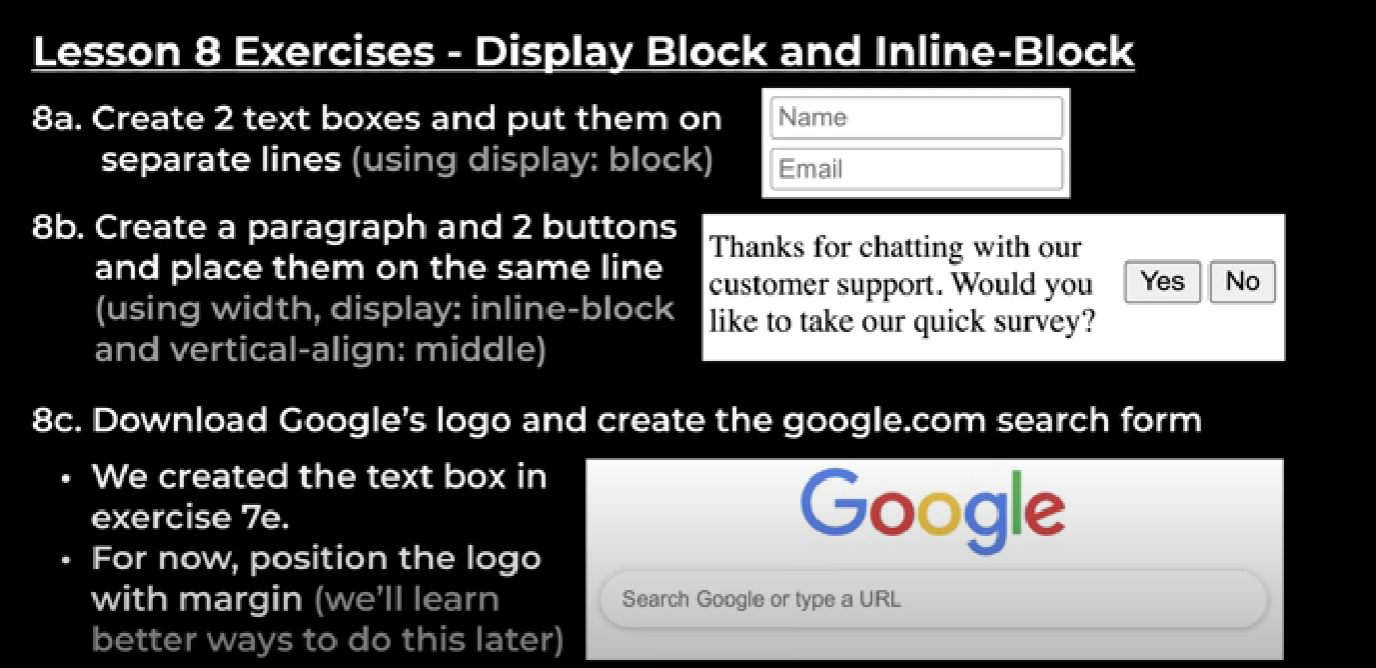 Lesson 8 Exercises - Display Block and Inline-Block
8a. Create 2 text boxes and put them on
separate lines (using display: block)
Name
Email
8b. Create a paragraph and 2 buttons
and place them on the same line
(using width, display: inline-block
and vertical-align: middle)
Thanks for chatting with our
customer support. Would you
like to take our quick survey?
Yes No
8c. Download Google’s logo and create the google.com search form
• We created the text box in
exercise 7e.
• For now, position the logo
with margin (we’ll learn
better ways to do this later)
Google
Search Google or type a URL